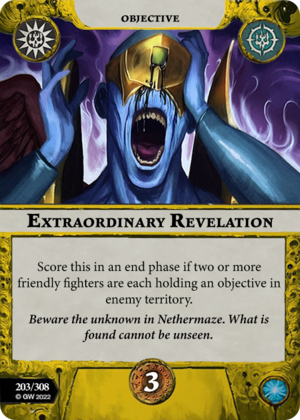 OBJECTIVE
EXTRAORDINARY REVELATION
Score this in an end phase if two or more
friendly fighters are each holding an objective in
enemy territory.
Beware the unknown in Nethermaze. What is
found cannot be unseen.
203/308
© GW 2022
3